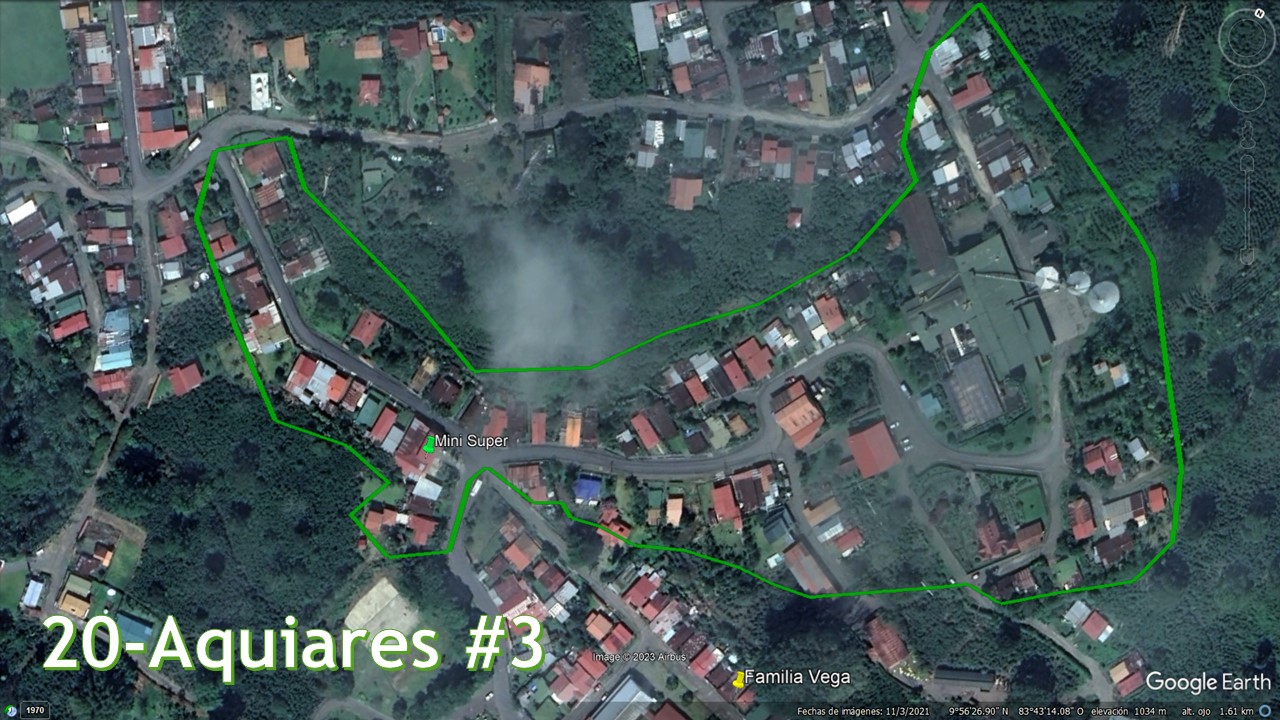 Mini Super
20-Aquiares #3
Image © 2023 Airbus
Familia Vega
Google Earth
1970
Fechas de imágenes: 11/3/2021 9°56'26.90" N 83°43'14.08" O elevación 1034 m alt. ojo 1.61 km
N